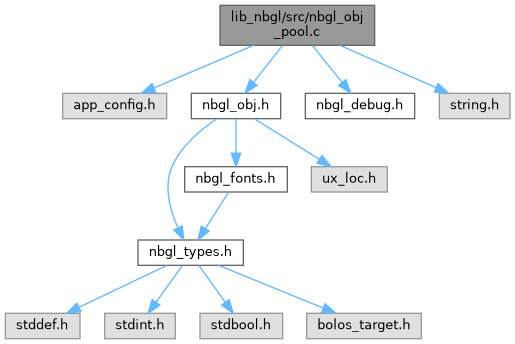 lib_nbgl/src/nbgl_obj
_pool.c
app_config.h
nbgl_obj.h
nbgl_debug.h
string.h
nbgl_fonts.h
ux_loc.h
nbgl_types.h
stddef.h
stdint.h
stdbool.h
bolos_target.h